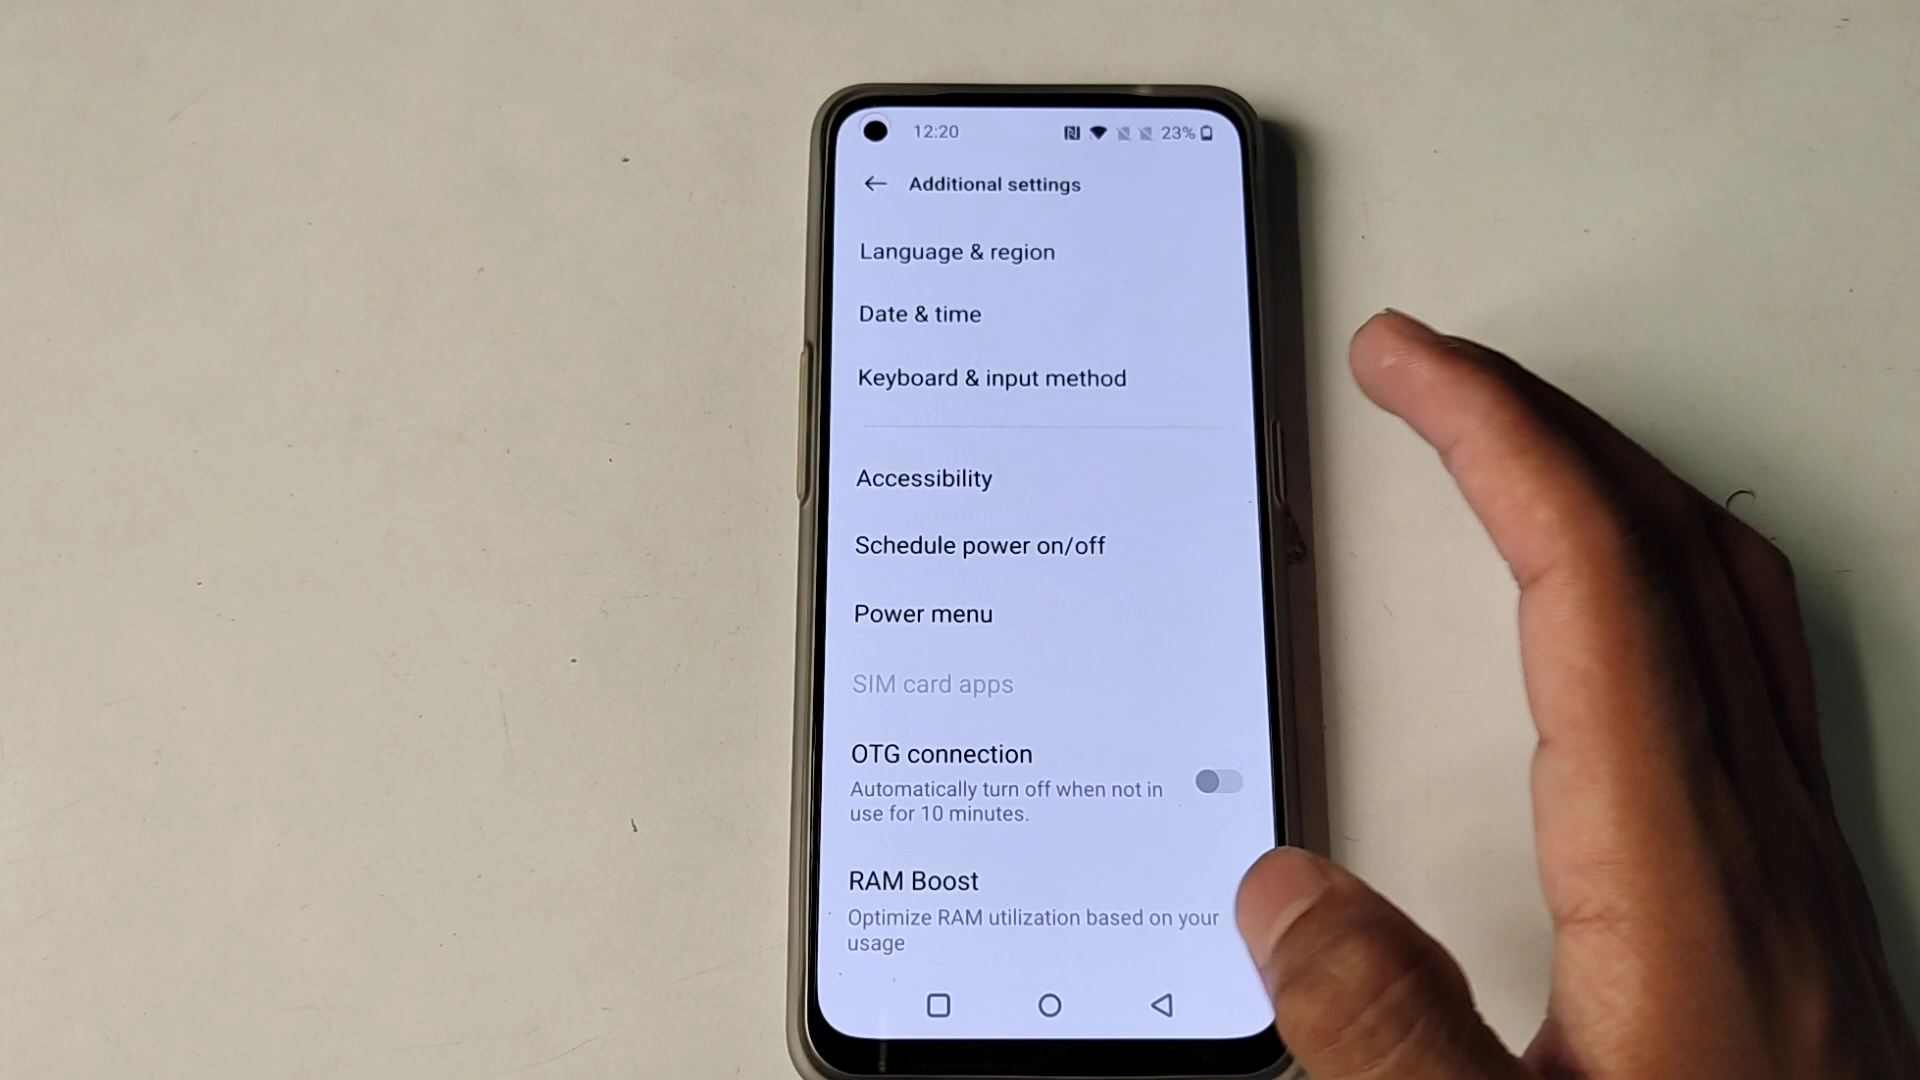 12:20 23%
Additional settings
Language & region
Date & time
Keyboard & input method
Accessibility
Schedule power on/off
Power menu
SIM card apps
OTG connection
Automatically turn off when not in
use for 10 minutes.
RAM Boost
Optimize RAM utilization based on your
usage